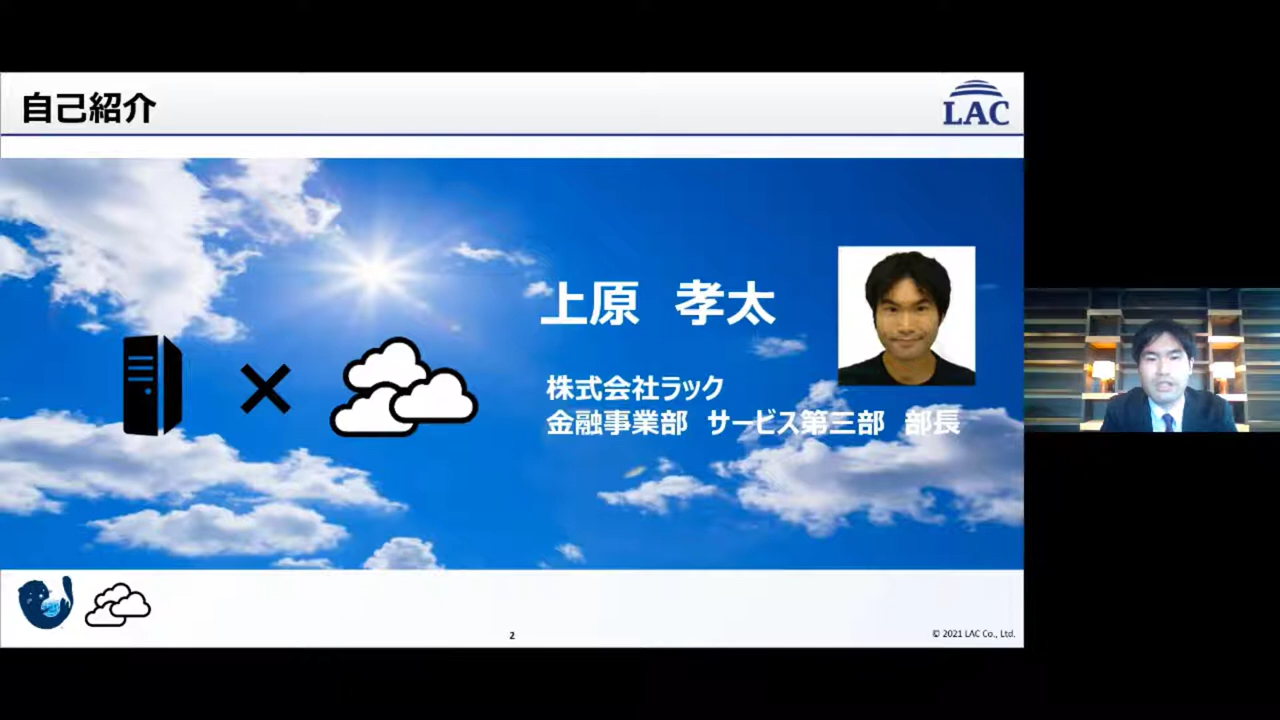 自己紹介
LAC
上原　孝太
株式会社ラック
金融事業部　サービス第三部　部長
2
© 2021 LAC Co., Ltd.